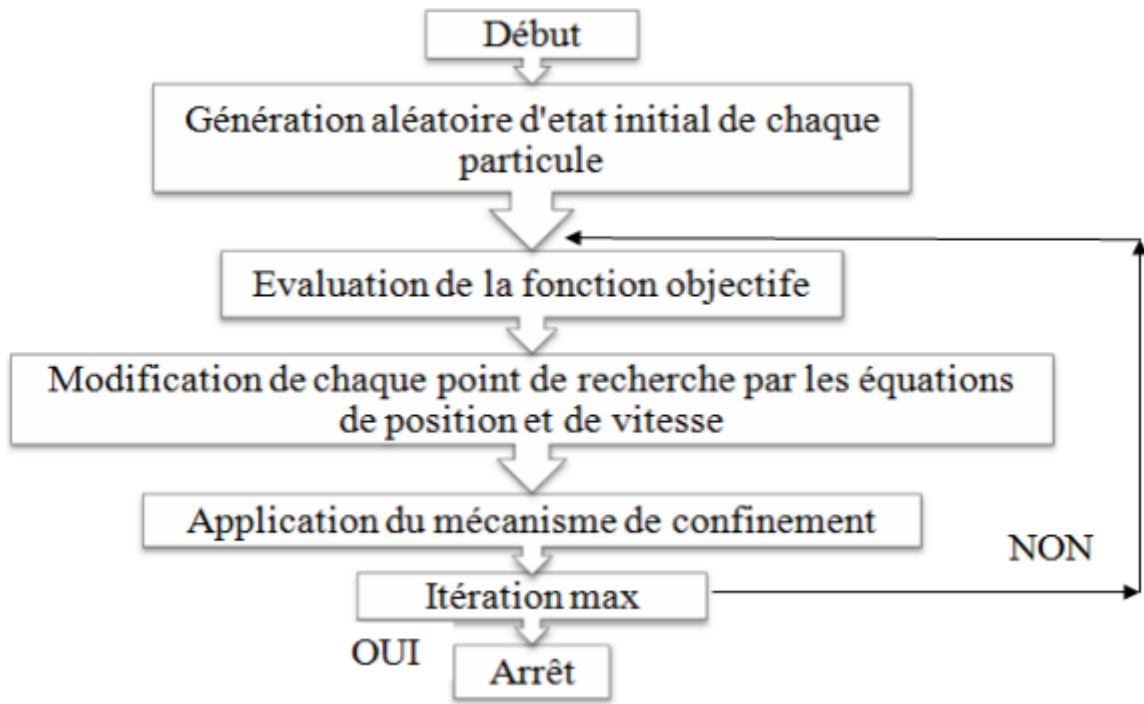 Début
Génération aléatoire d'etat initial de chaque
particule
Evaluation de la fonction objectife
Modification de chaque point de recherche par les équations
de position et de vitesse
Application du mécanisme de confinement
NON
Itération max
OUI
Arrêt